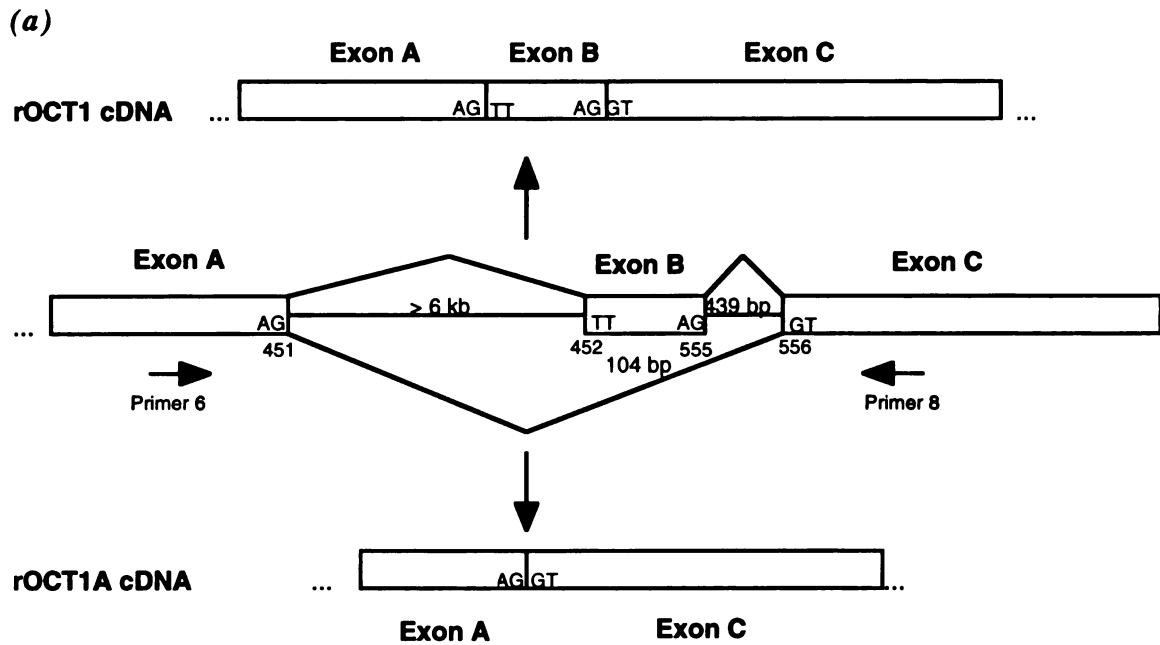 (a)
Exon A Exon B Exon C
rOCT1 cDNA ... AG TT AG GT ...
Exon A Exon B Exon C
> 6 kb 439 bp
... AG TT AG GT
451 452 555 556
104 bp
Primer 6 Primer 8
rOCT1A cDNA ... AG GT ...
Exon A Exon C